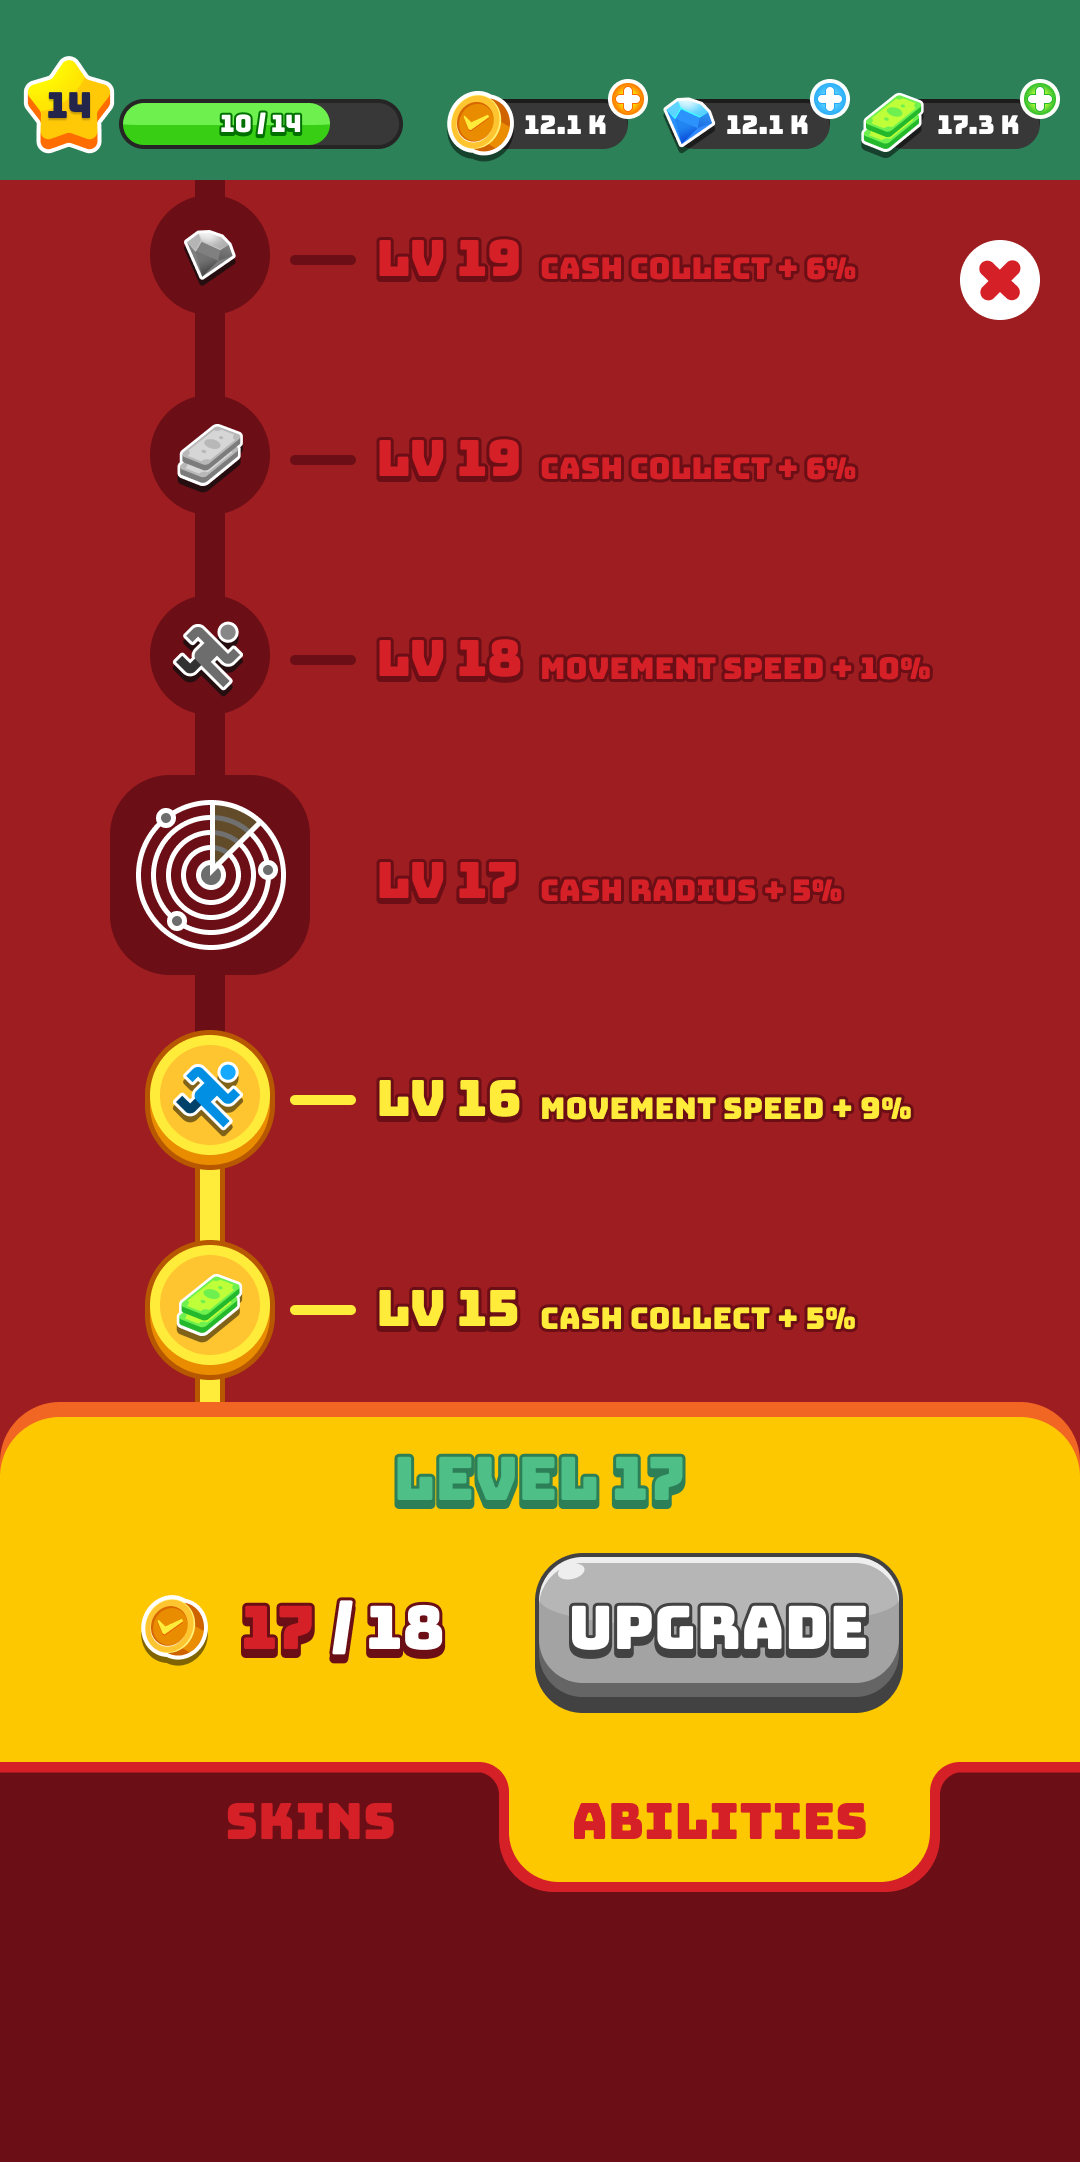 14
10/14
12.1 K
12.1 K
17.3 K
LV 19 CASH COLLECT + 6%
LV 19 CASH COLLECT + 6%
LV 18 MOVEMENT SPEED + 10%
LV 17 CASH RADIUS + 5%
LV 16 MOVEMENT SPEED + 9%
LV 15 CASH COLLECT + 5%
LEVEL 17
17/18
UPGRADE
SKINS
ABILITIES